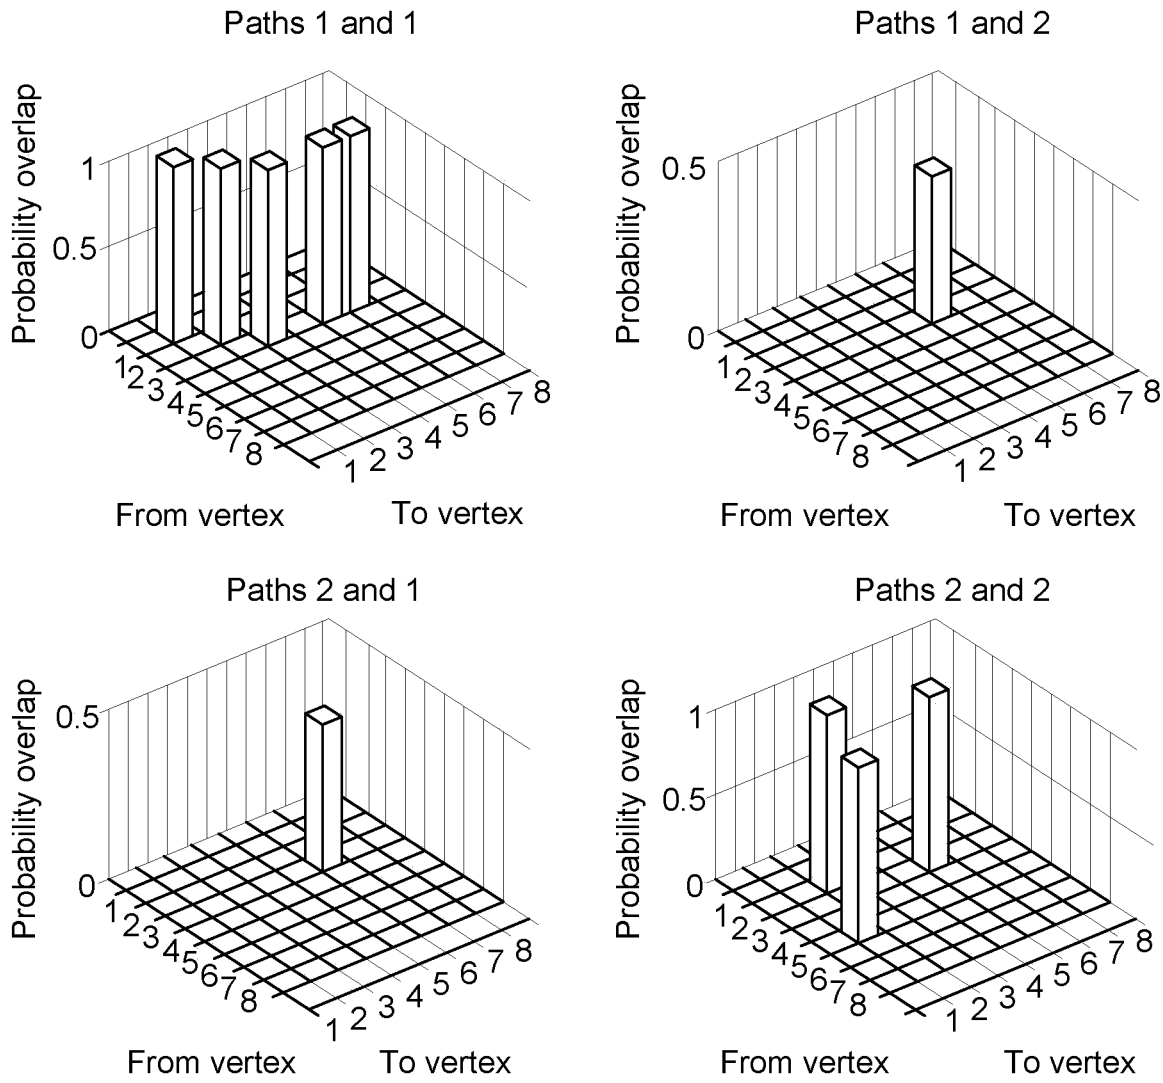 Paths 1 and 1
Probability overlap
1
0.5
0
1 2 3 4 5 6 7 8
1 2 3 4 5 6 7 8
From vertex
To vertex
Paths 1 and 2
Probability overlap
0.5
0
1 2 3 4 5 6 7 8
1 2 3 4 5 6 7 8
From vertex
To vertex
Paths 2 and 1
Probability overlap
0.5
0
1 2 3 4 5 6 7 8
1 2 3 4 5 6 7 8
From vertex
To vertex
Paths 2 and 2
Probability overlap
1
0.5
0
1 2 3 4 5 6 7 8
1 2 3 4 5 6 7 8
From vertex
To vertex